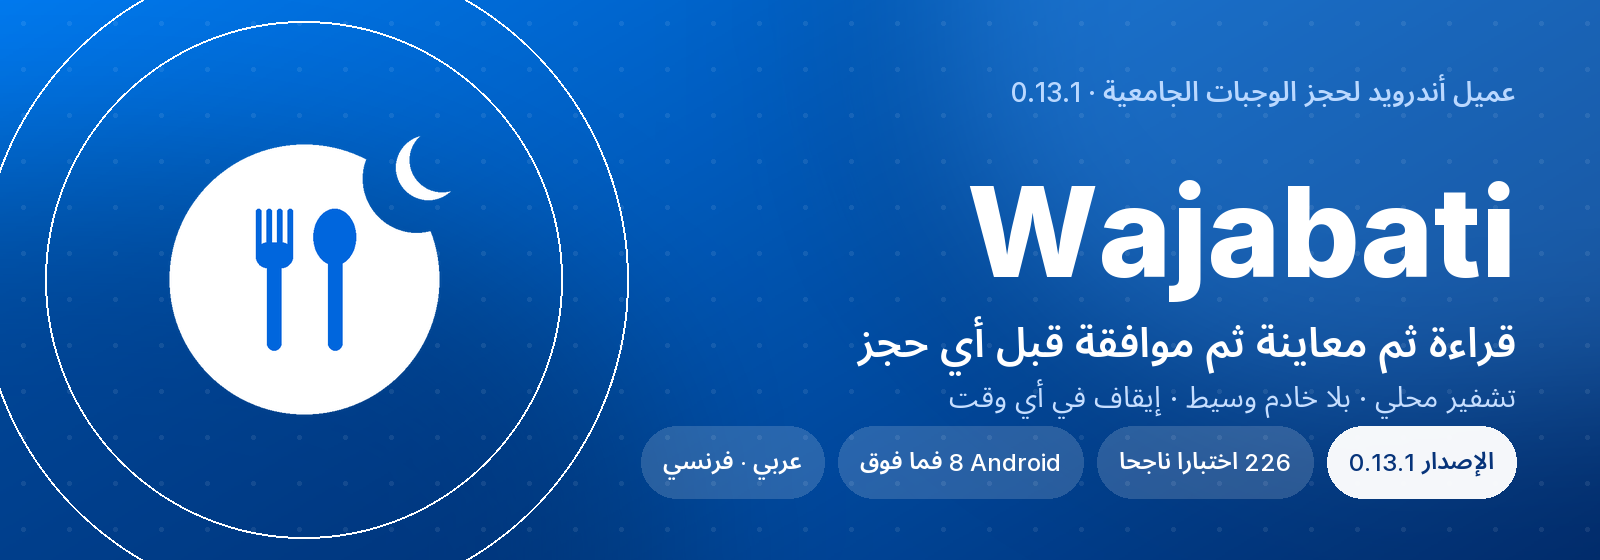 عميل أندرويد لحجز الوجبات الجامعية · 0.13.1
Wajabati
قراءة ثم معاينة ثم موافقة قبل أي حجز
تشفير محلي · بلا خادم وسيط · إيقاف في أي وقت
الإصدار 0.13.1
226 اختبارا ناجحا
Android 8 فما فوق
عربي · فرنسي